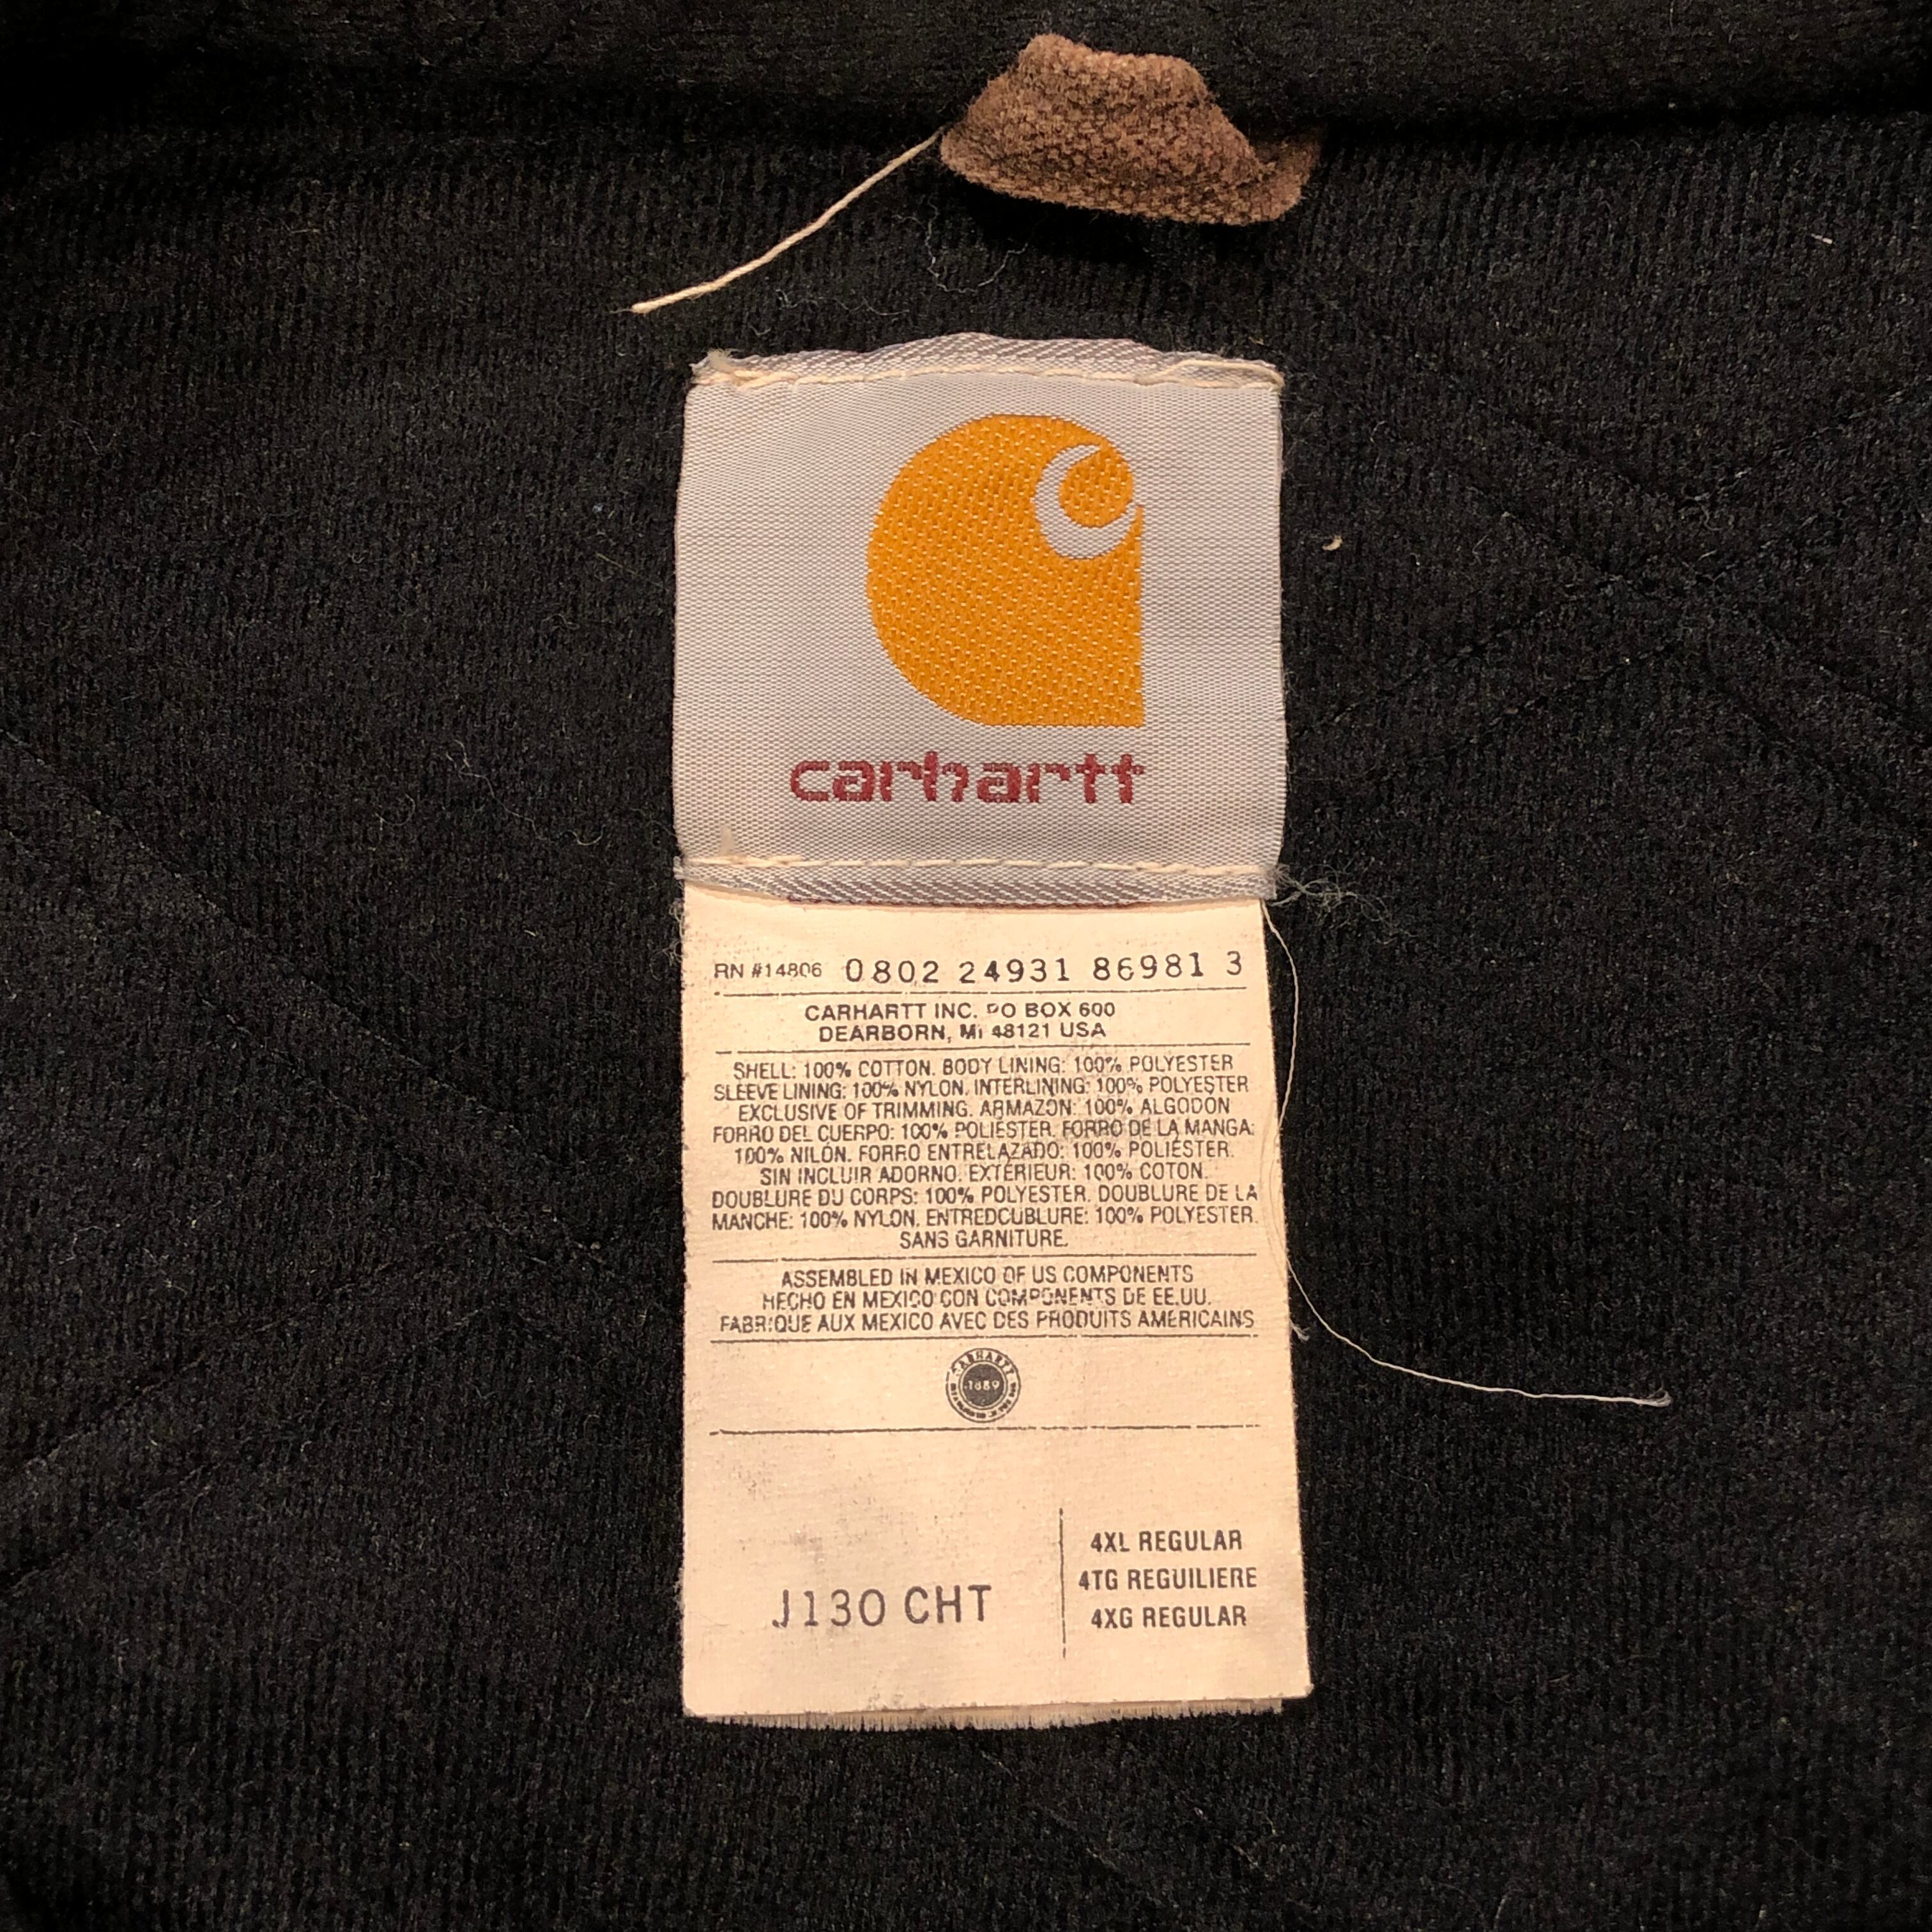 carhartt
RN #14806 0802 24931 86981 3
CARHARTT INC. PO BOX 600
DEARBORN, MI 48121 USA
SHELL: 100% COTTON. BODY LINING: 100% POLYESTER
SLEEVE LINING: 100% NYLON. INTERLINING: 100% POLYESTER
EXCLUSIVE OF TRIMMING. ARMAZON: 100% ALGODON
FORRO DEL CUERPO: 100% POLIÉSTER. FORRO DE LA MANGA:
100% NILÓN. FORRO ENTRELAZADO: 100% POLIÉSTER.
SIN INCLUIR ADORNO. EXTÉRIEUR: 100% COTON.
DOUBLURE DU CORPS: 100% POLYESTER. DOUBLURE DE LA
MANCHE: 100% NYLON. ENTREDCUBLURE: 100% POLYESTER.
SANS GARNITURE.
ASSEMBLED IN MEXICO OF US COMPONENTS
HECHO EN MEXICO CON COMPONENTS DE EE.UU.
FABRIQUE AUX MEXICO AVEC DES PRODUITS AMERICAINS
CARHARTT
1889
4XL REGULAR
4TG REGUILIERE
J130 CHT
4XG REGULAR